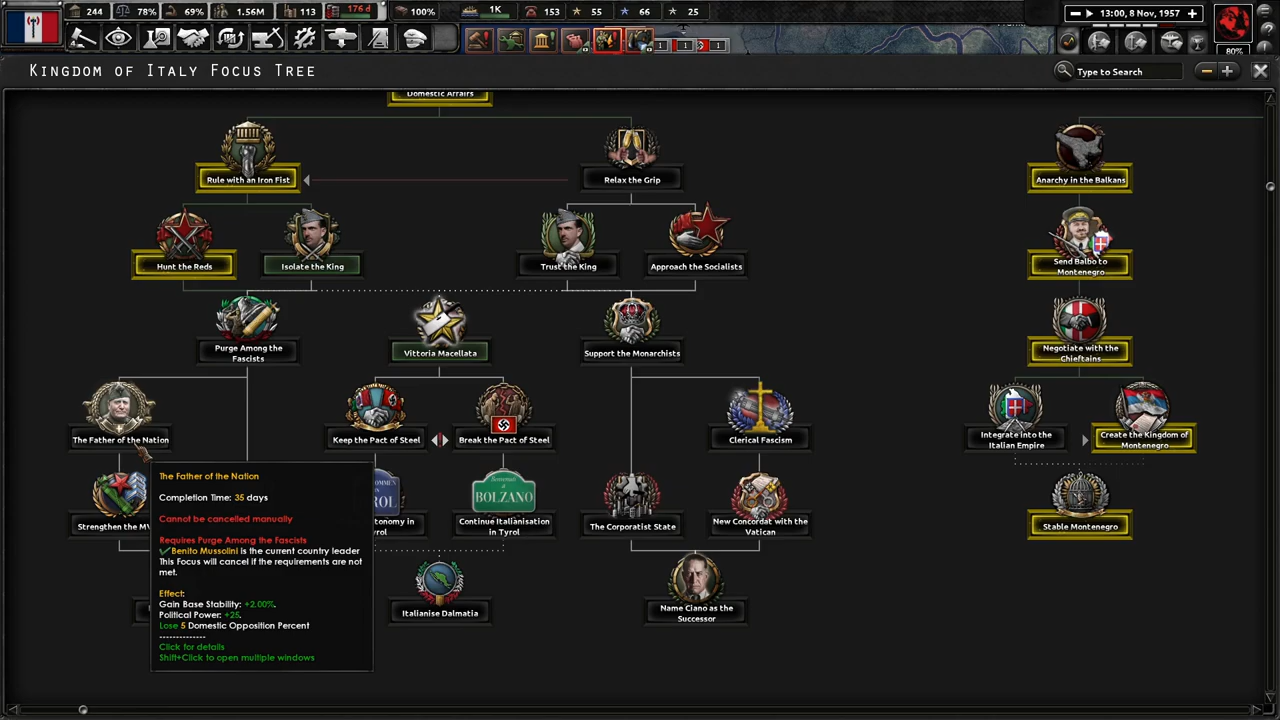 244 78% 69% 1.56M 113 176 d 100% 1K 153 55 66 25 13:00, 8 Nov, 1957
80%
Kingdom of Italy Focus Tree
Type to Search
Domestic Affairs
Rule with an Iron Fist
Relax the Grip
Anarchy in the Balkans
Hunt the Reds
Isolate the King
Trust the King
Approach the Socialists
Send Balbo to
Montenegro
Purge Among the
Fascists
Vittoria Macellata
Support the Monarchists
Negotiate with the
Chieftains
The Father of the Nation
Keep the Pact of Steel
Break the Pact of Steel
Clerical Fascism
Integrate into the
Italian Empire
Create the Kingdom of
Montenegro
Strengthen the MV
BOLZANO
Continue Italianisation
in Tyrol
The Corporatist State
New Concordat with the
Vatican
Stable Montenegro
Italianise Dalmatia
Name Ciano as the
Successor
The Father of the Nation
Completion Time: 35 days
Cannot be cancelled manually
Requires Purge Among the Fascists
Benito Mussolini is the current country leader
This Focus will cancel if the requirements are not
met.
Effect:
Gain Base Stability: +2.00%.
Political Power: +25.
Lose 5 Domestic Opposition Percent
-------------
Click for details
Shift+Click to open multiple windows